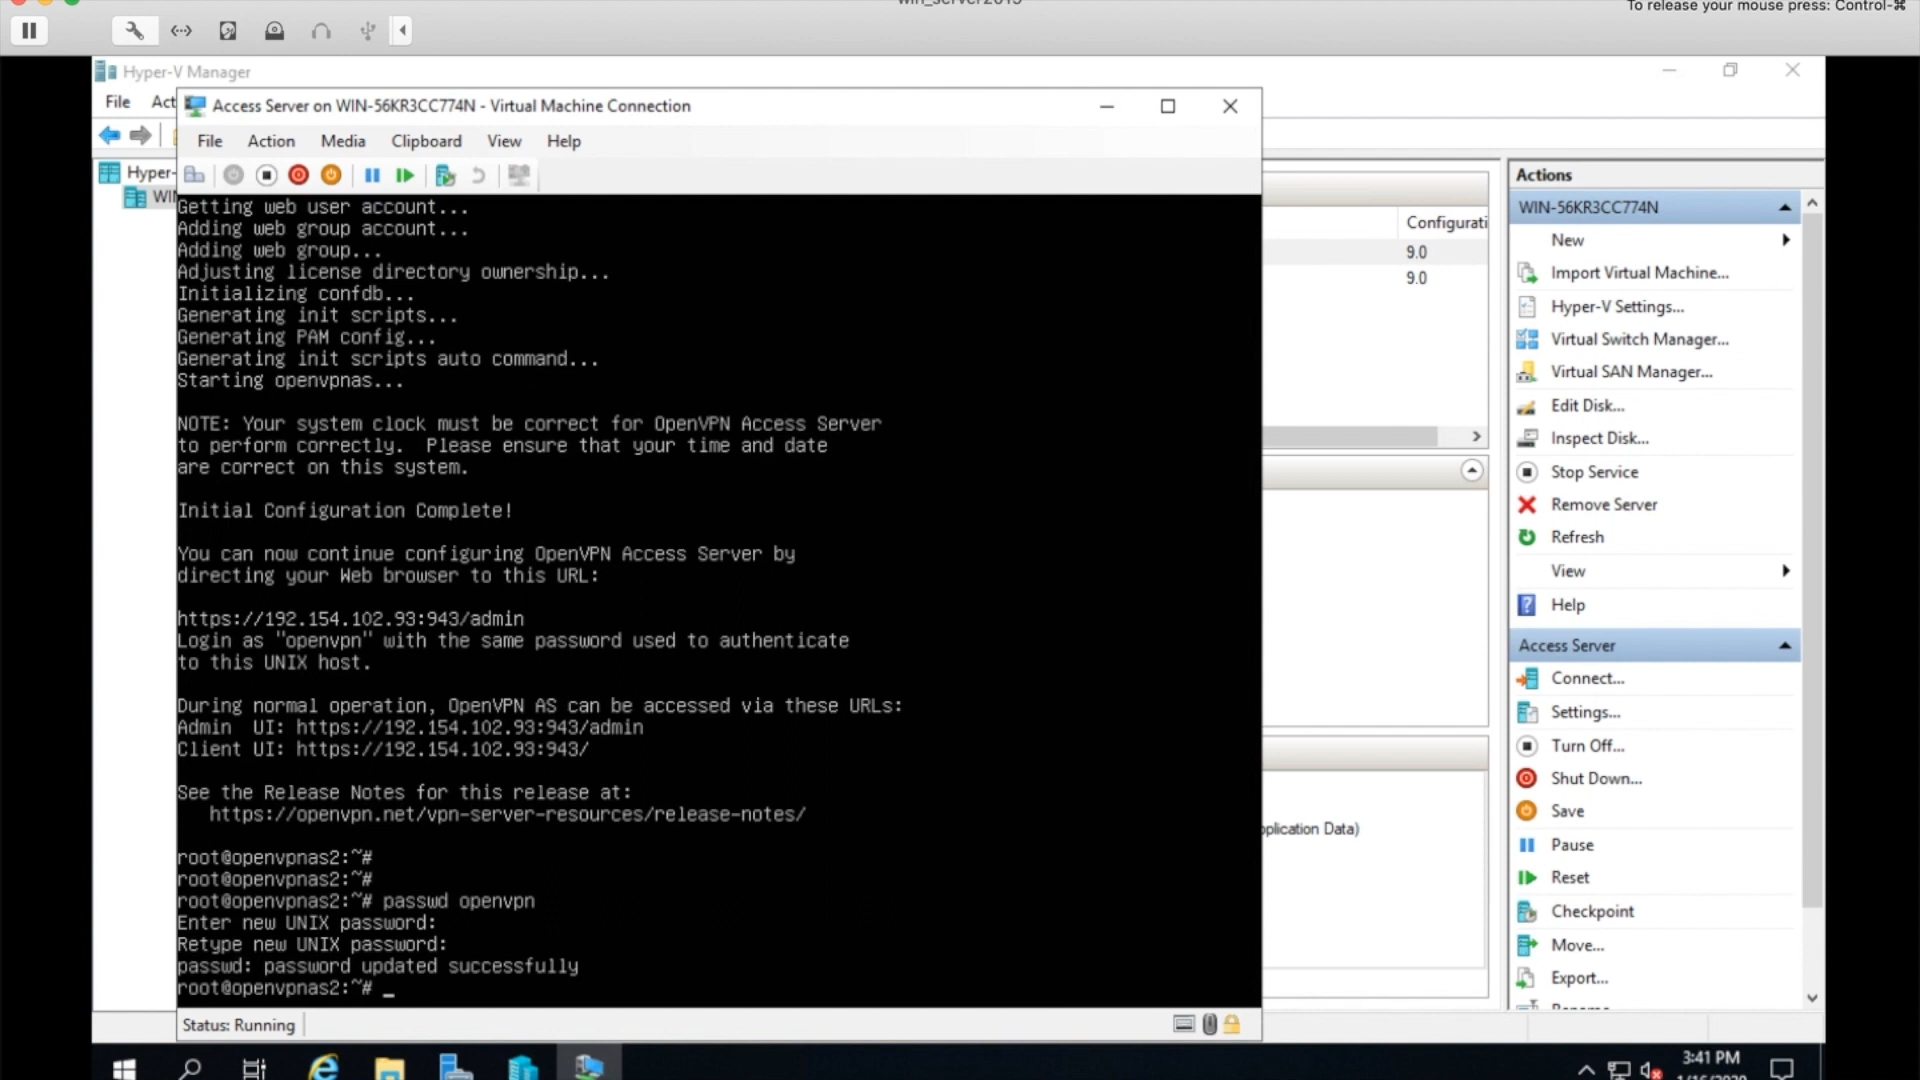 To release your mouse press: Control-⌘
Hyper-V Manager
File Act
Access Server on WIN-56KR3CC774N - Virtual Machine Connection
File Action Media Clipboard View Help
Hyper-
WI
Getting web user account...
Adding web group account...
Adding web group...
Adjusting license directory ownership...
Initializing confdb...
Generating init scripts...
Generating PAM config...
Generating init scripts auto command...
Starting openvpnas...
NOTE: Your system clock must be correct for OpenVPN Access Server
to perform correctly.  Please ensure that your time and date
are correct on this system.
Initial Configuration Complete!
You can now continue configuring OpenVPN Access Server by
directing your Web browser to this URL:
https://192.154.102.93:943/admin
Login as "openvpn" with the same password used to authenticate
to this UNIX host.
During normal operation, OpenVPN AS can be accessed via these URLs:
Admin  UI: https://192.154.102.93:943/admin
Client UI: https://192.154.102.93:943/
See the Release Notes for this release at:
   https://openvpn.net/vpn-server-resources/release-notes/
root@openvpnas2:~#
root@openvpnas2:~#
root@openvpnas2:~# passwd openvpn
Enter new UNIX password:
Retype new UNIX password:
passwd: password updated successfully
root@openvpnas2:~# _
Status: Running
Configurati
9.0
9.0
pplication Data)
Actions
WIN-56KR3CC774N
New
Import Virtual Machine...
Hyper-V Settings...
Virtual Switch Manager...
Virtual SAN Manager...
Edit Disk...
Inspect Disk...
Stop Service
Remove Server
Refresh
View
Help
Access Server
Connect...
Settings...
Turn Off...
Shut Down...
Save
Pause
Reset
Checkpoint
Move...
Export...
3:41 PM